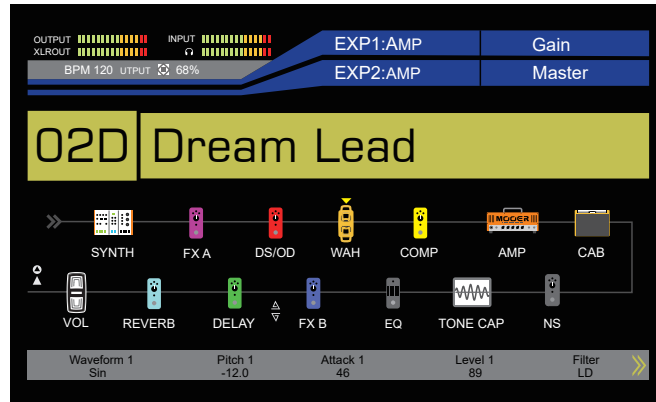 OUTPUT INPUT
XLROUT
BPM 120 UTPUT 68%
EXP1:AMP Gain
EXP2:AMP Master
02D Dream Lead
MOOER
SYNTH FX A DS/OD WAH COMP AMP CAB
VOL REVERB DELAY FX B EQ TONE CAP NS
Waveform 1 Pitch 1 Attack 1 Level 1 Filter
Sin -12.0 46 89 LD